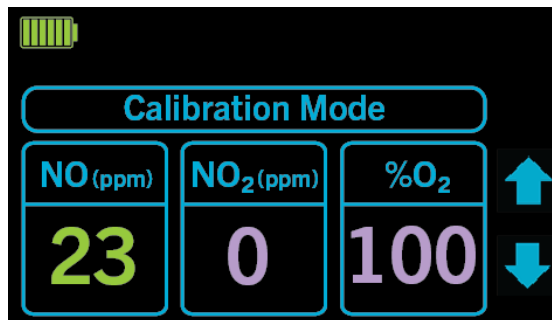 Calibration Mode
NO (ppm) NO₂ (ppm) %O₂
23 0 100